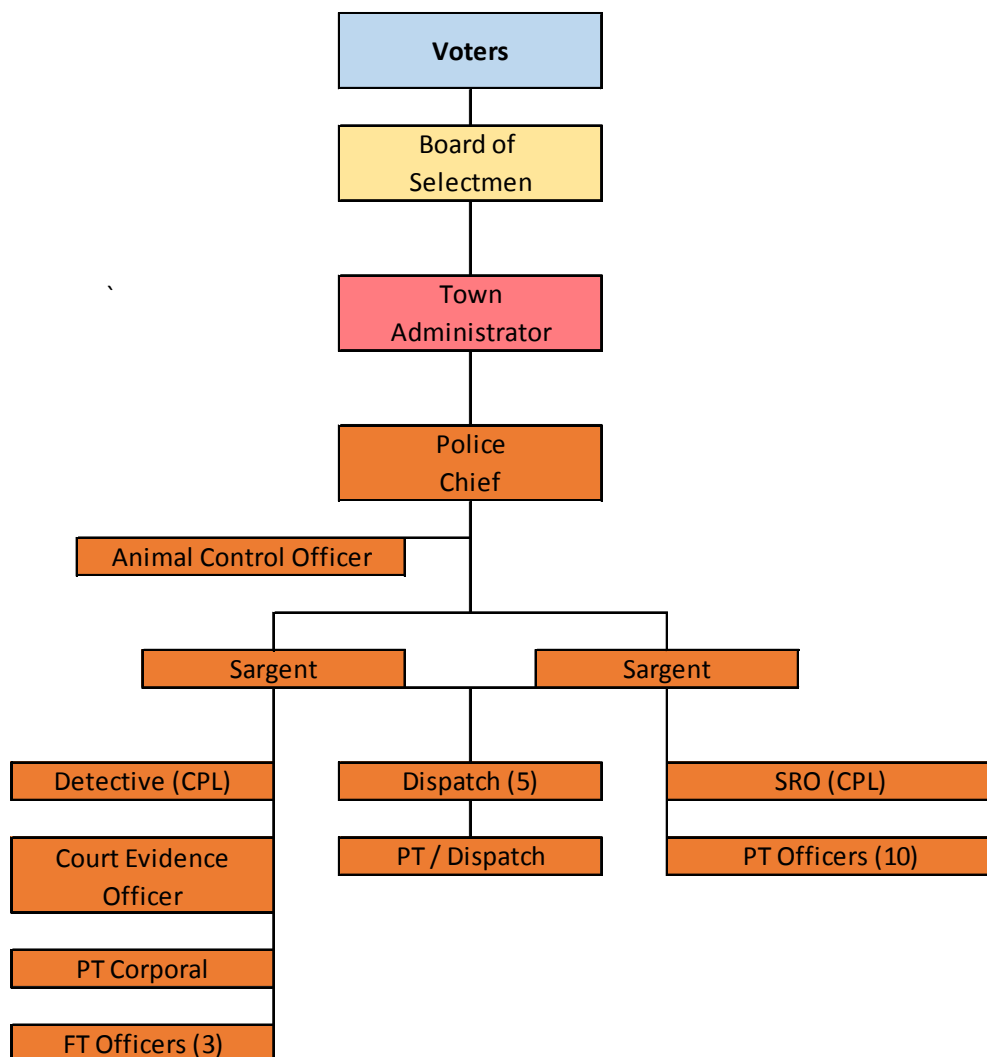 Voters
Board of
Selectmen
`
Town
Administrator
Police
Chief
Animal Control Officer
Sargent
Sargent
Detective (CPL)
Dispatch (5)
SRO (CPL)
Court Evidence
Officer
PT / Dispatch
PT Officers (10)
PT Corporal
FT Officers (3)